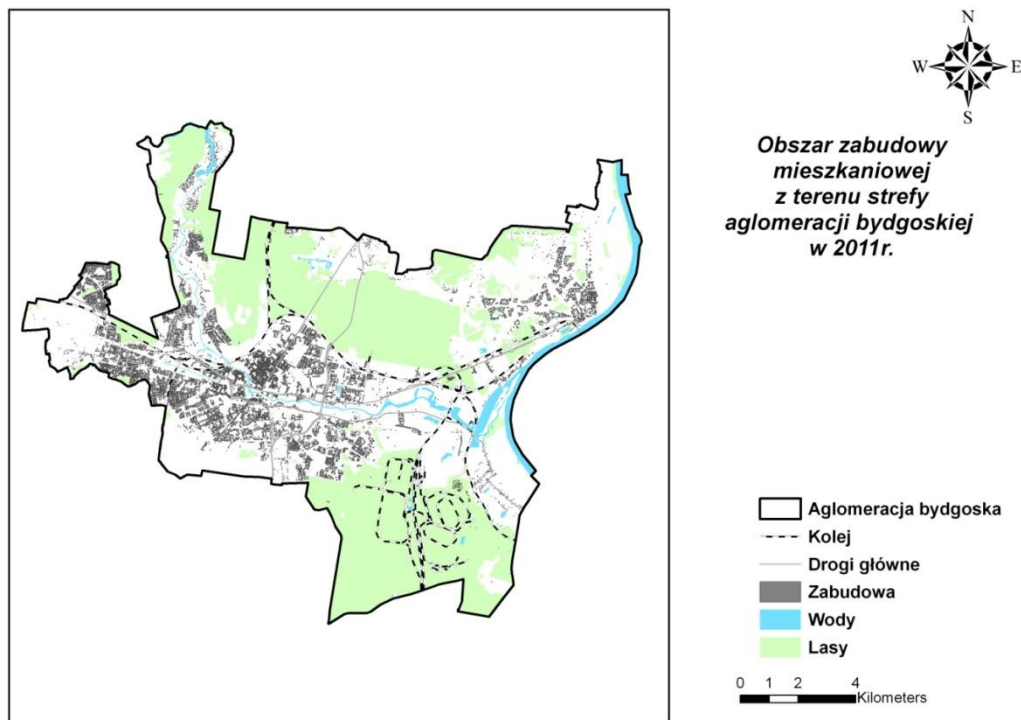 N
W E
S
Obszar zabudowy
mieszkaniowej
z terenu strefy
aglomeracji bydgoskiej
w 2011r.
Aglomeracja bydgoska
Kolej
Drogi główne
Zabudowa
Wody
Lasy
0 1 2 4
Kilometers